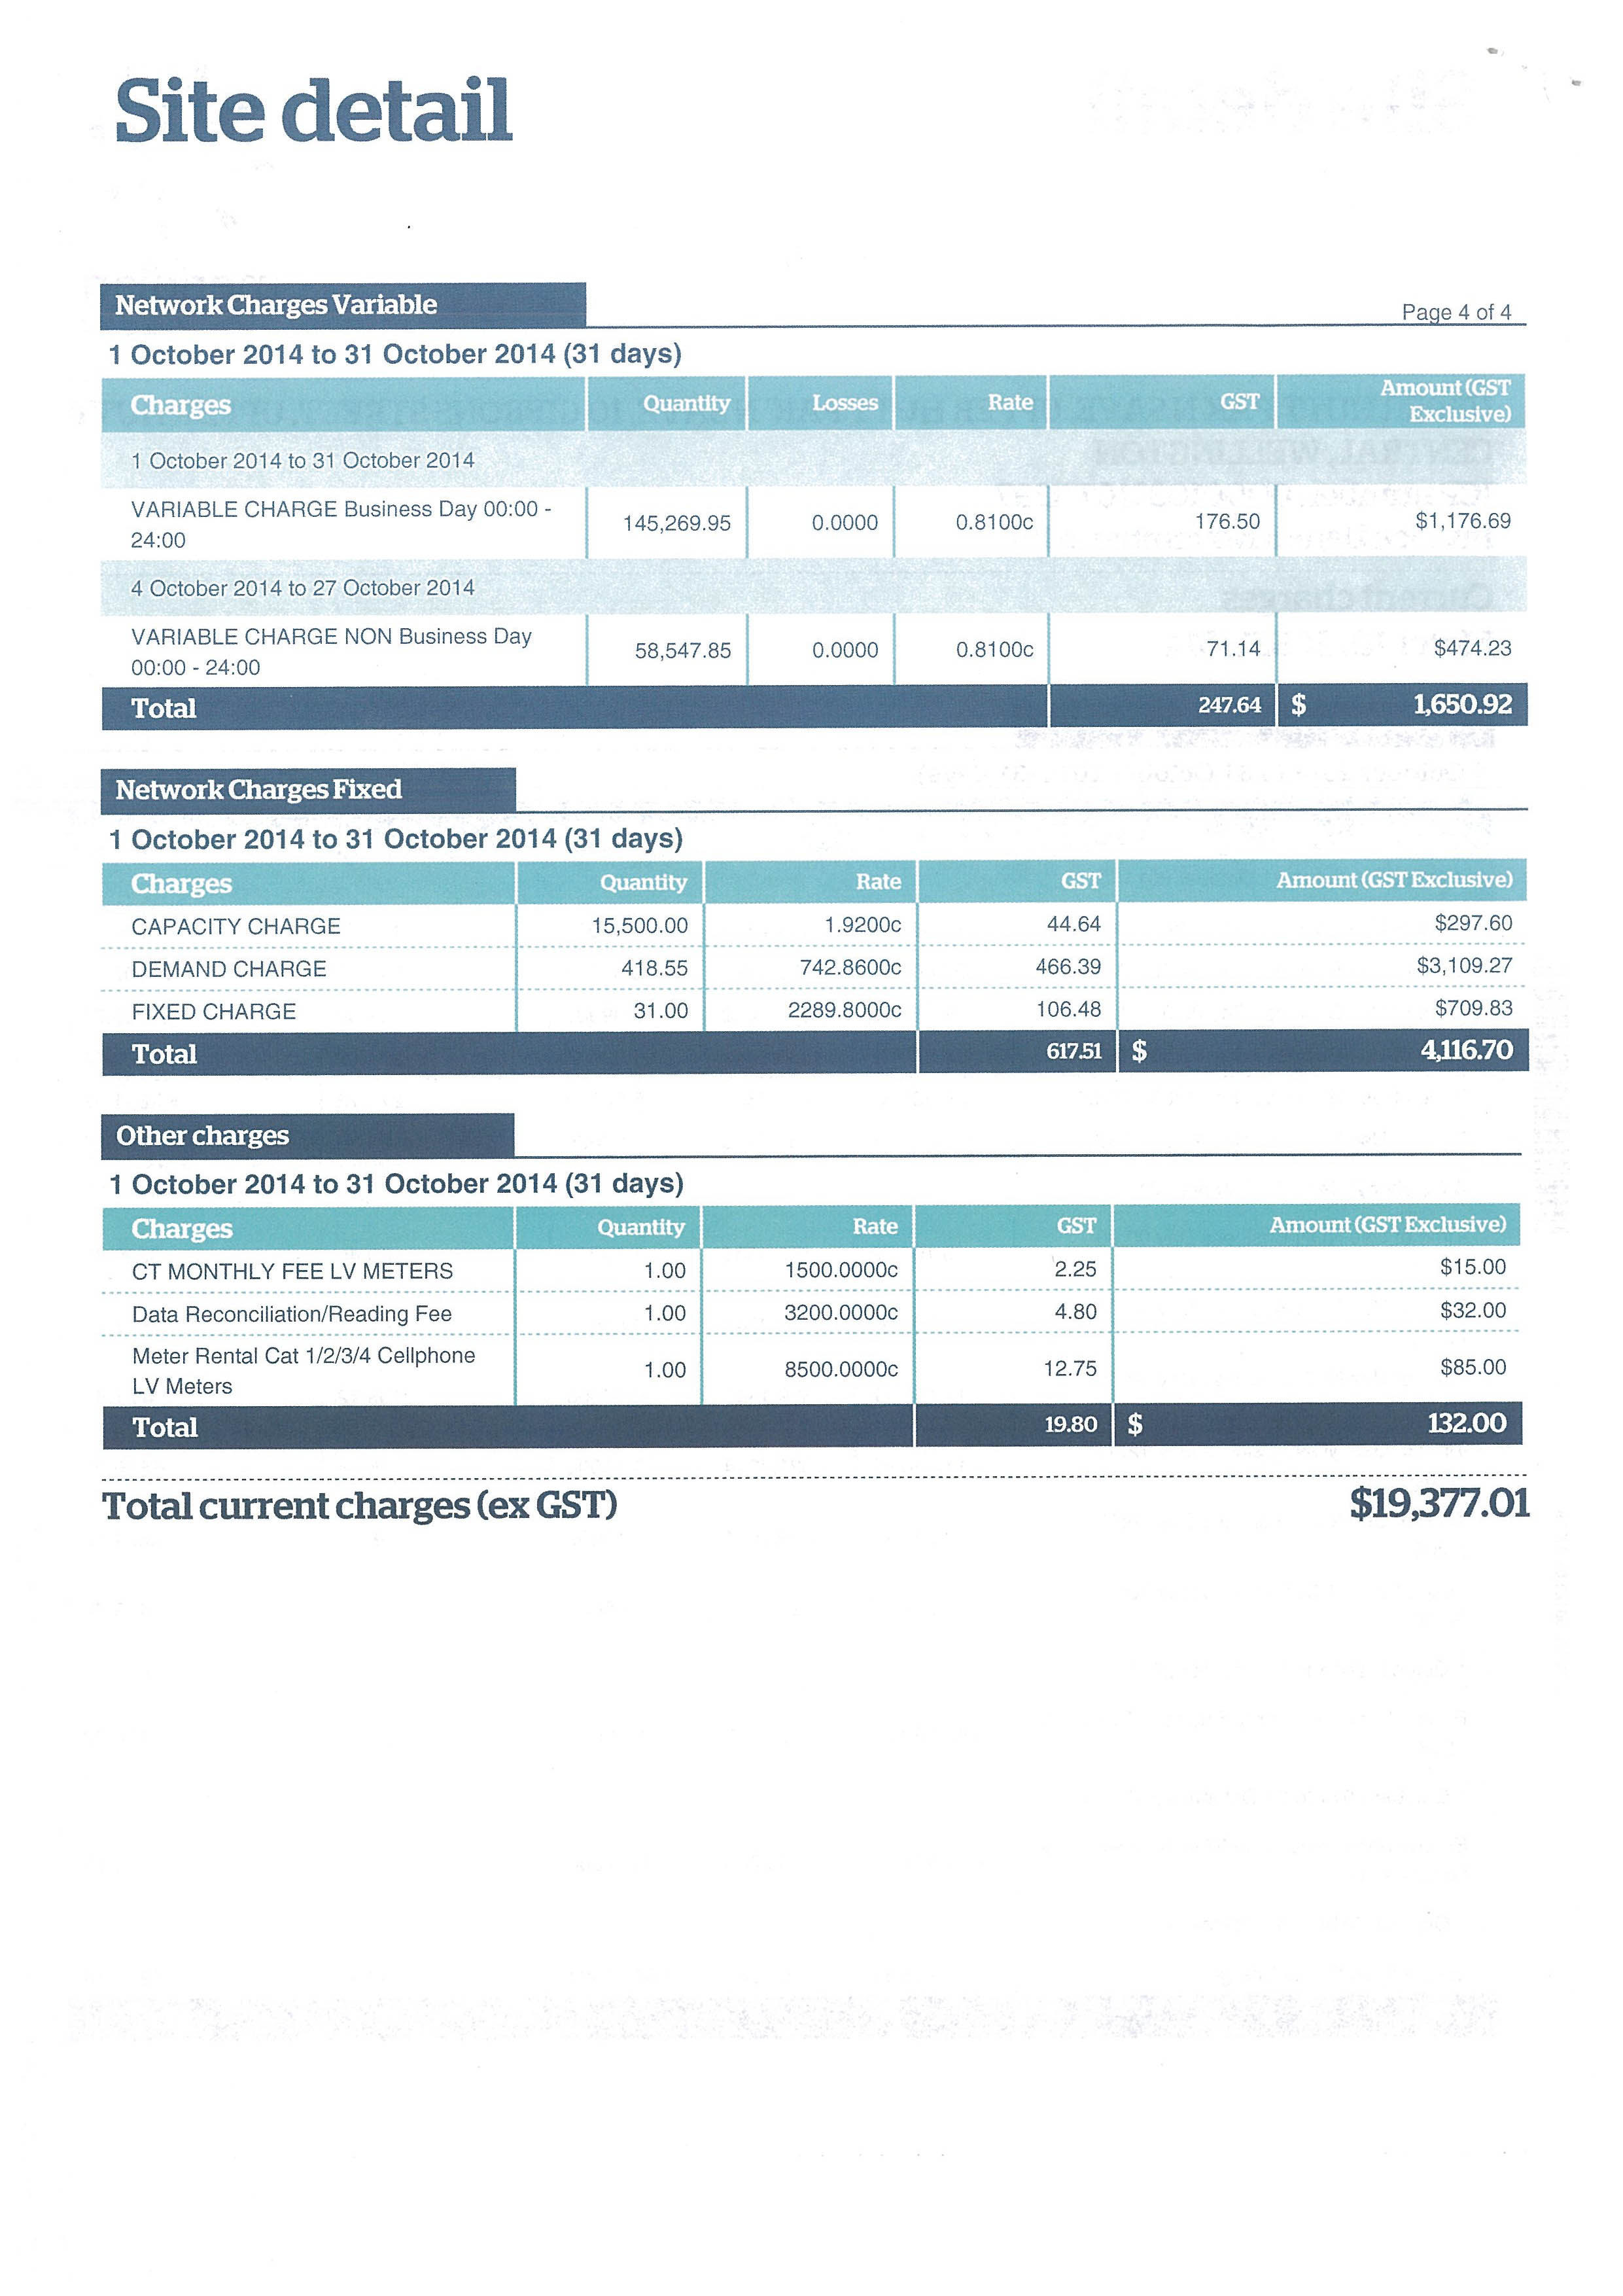 Site detail
Network Charges Variable
Page 4 of 4
1 October 2014 to 31 October 2014 (31 days)
Charges Quantity Losses Rate GST Amount (GST Exclusive)
1 October 2014 to 31 October 2014
VARIABLE CHARGE Business Day 00:00 - 24:00 145,269.95 0.0000 0.8100c 176.50 $1,176.69
4 October 2014 to 27 October 2014
VARIABLE CHARGE NON Business Day 00:00 - 24:00 58,547.85 0.0000 0.8100c 71.14 $474.23
Total 247.64 $ 1,650.92
Network Charges Fixed
1 October 2014 to 31 October 2014 (31 days)
Charges Quantity Rate GST Amount (GST Exclusive)
CAPACITY CHARGE 15,500.00 1.9200c 44.64 $297.60
DEMAND CHARGE 418.55 742.8600c 466.39 $3,109.27
FIXED CHARGE 31.00 2289.8000c 106.48 $709.83
Total 617.51 $ 4,116.70
Other charges
1 October 2014 to 31 October 2014 (31 days)
Charges Quantity Rate GST Amount (GST Exclusive)
CT MONTHLY FEE LV METERS 1.00 1500.0000c 2.25 $15.00
Data Reconciliation/Reading Fee 1.00 3200.0000c 4.80 $32.00
Meter Rental Cat 1/2/3/4 Cellphone LV Meters 1.00 8500.0000c 12.75 $85.00
Total 19.80 $ 132.00
Total current charges (ex GST) $19,377.01